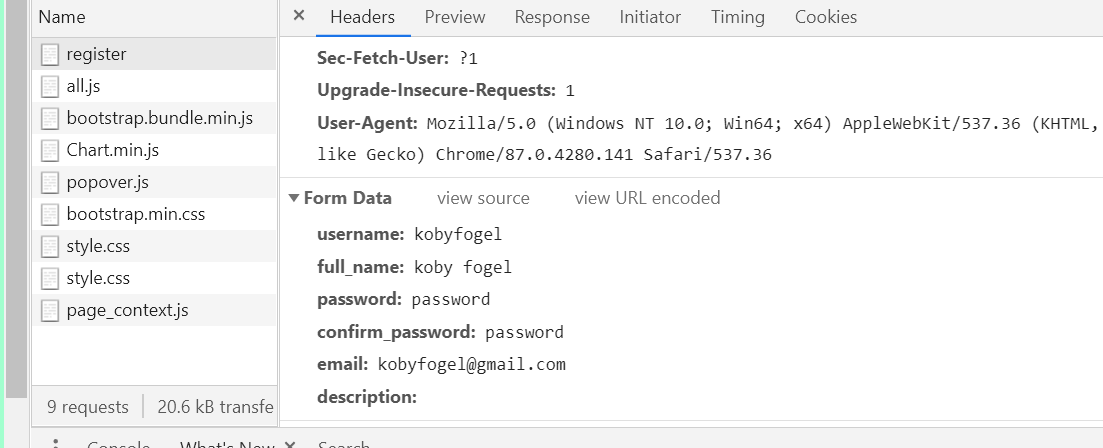 Name
register
all.js
bootstrap.bundle.min.js
Chart.min.js
popover.js
bootstrap.min.css
style.css
style.css
page_context.js
9 requests 20.6 kB transfe
Headers Preview Response Initiator Timing Cookies
Sec-Fetch-User: ?1
Upgrade-Insecure-Requests: 1
User-Agent: Mozilla/5.0 (Windows NT 10.0; Win64; x64) AppleWebKit/537.36 (KHTML,
like Gecko) Chrome/87.0.4280.141 Safari/537.36
Form Data view source view URL encoded
username: kobyfogel
full_name: koby fogel
password: password
confirm_password: password
email: kobyfogel@gmail.com
description:
Console What's New Search